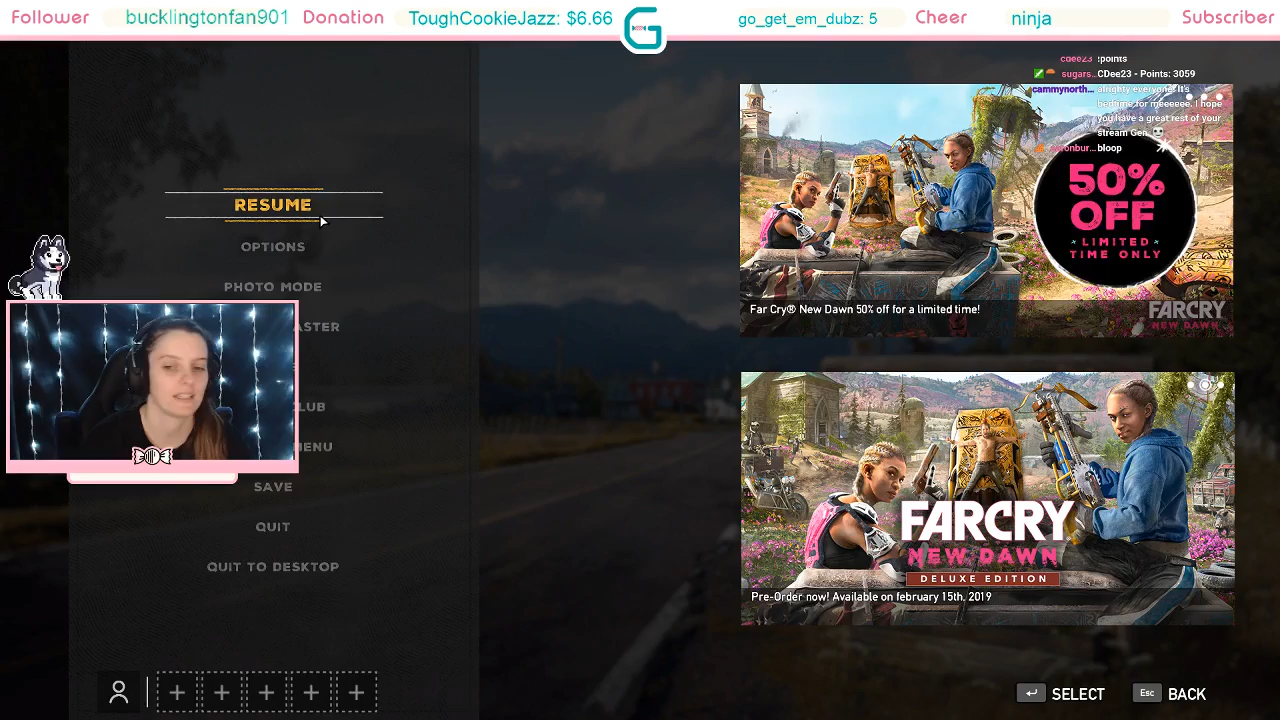 Follower
bucklingtonfan901
Donation
ToughCookieJazz: $6.66
G
go_get_em_dubz: 5
Cheer
ninja
Subscriber
cdee23 !points
sugars... CDee23 - Points: 3059
cammynorth... alrighty everyone! It's
bedtime for meeeeee. I hope
you have a great rest of your
stream Gen
bloop
50%
OFF
LIMITED
TIME ONLY
Far Cry® New Dawn 50% off for a limited time!
FARCRY
NEW DAWN
RESUME
OPTIONS
PHOTO MODE
ASTER
LUB
MENU
SAVE
QUIT
QUIT TO DESKTOP
FARCRY
NEW DAWN
DELUXE EDITION
Pre-Order now! Available on february 15th, 2019
SELECT
Esc BACK